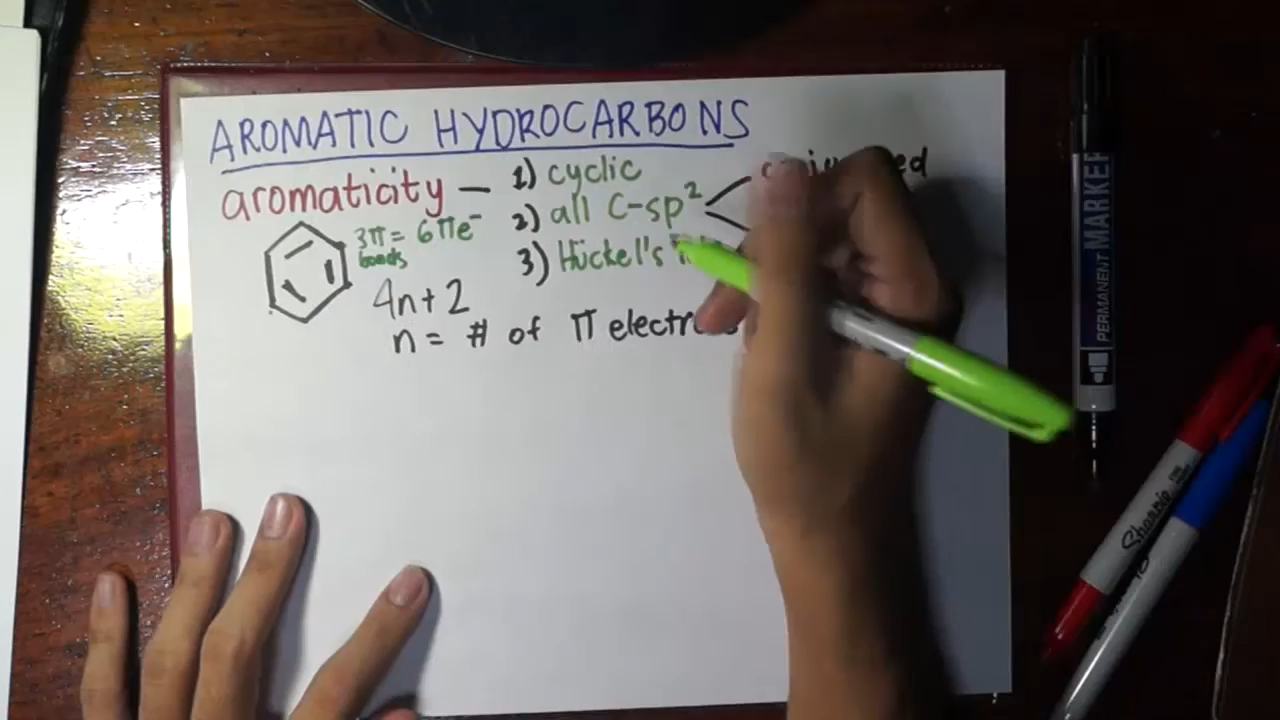 AROMATIC HYDROCARBONS
aromaticity — 1) cyclic
2) all C-sp²
3) Hückel's
3π = 6πe⁻
bonds
4n+2
n = # of π electr
PERMANENT MARKER
Sharpie